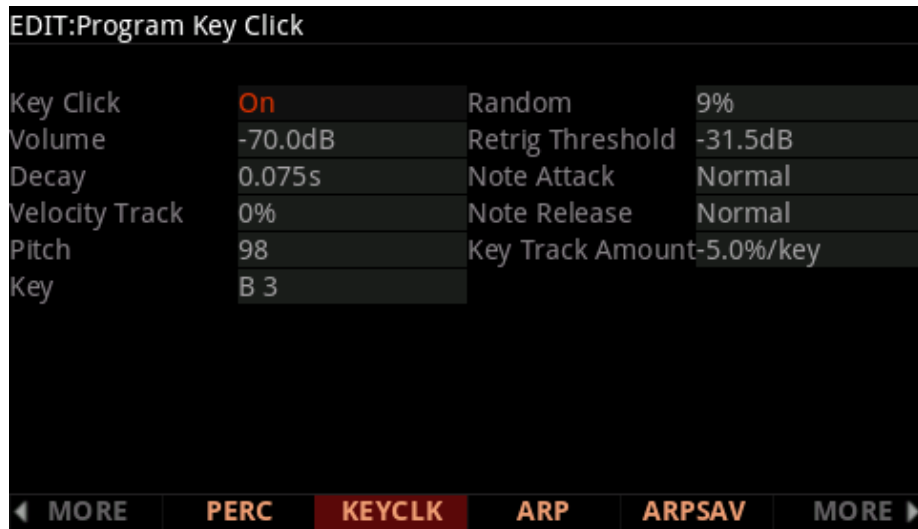 EDIT:Program Key Click
Key Click On Random 9%
Volume -70.0dB Retrig Threshold -31.5dB
Decay 0.075s Note Attack Normal
Velocity Track 0% Note Release Normal
Pitch 98 Key Track Amount -5.0%/key
Key B 3
MORE PERC KEYCLK ARP ARPSAV MORE